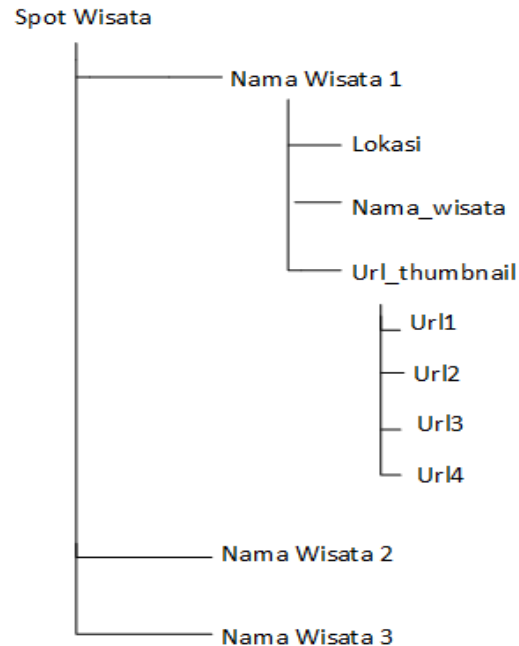 Spot Wisata
Nama Wisata 1
Lokasi
Nama_wisata
Url_thumbnail
Url1
Url2
Url3
Url4
Nama Wisata 2
Nama Wisata 3